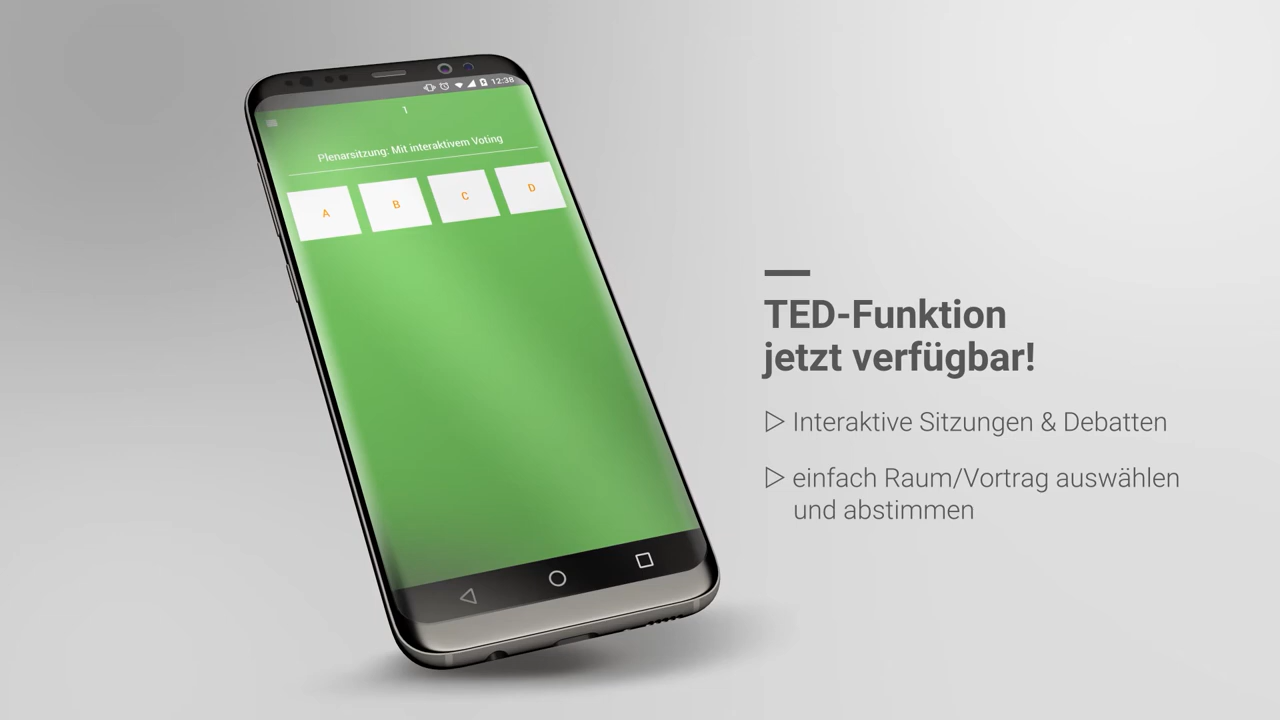 12:38
1
Plenarsitzung: Mit interaktivem Voting
A B C D
TED-Funktion
jetzt verfügbar!
Interaktive Sitzungen & Debatten
einfach Raum/Vortrag auswählen
und abstimmen